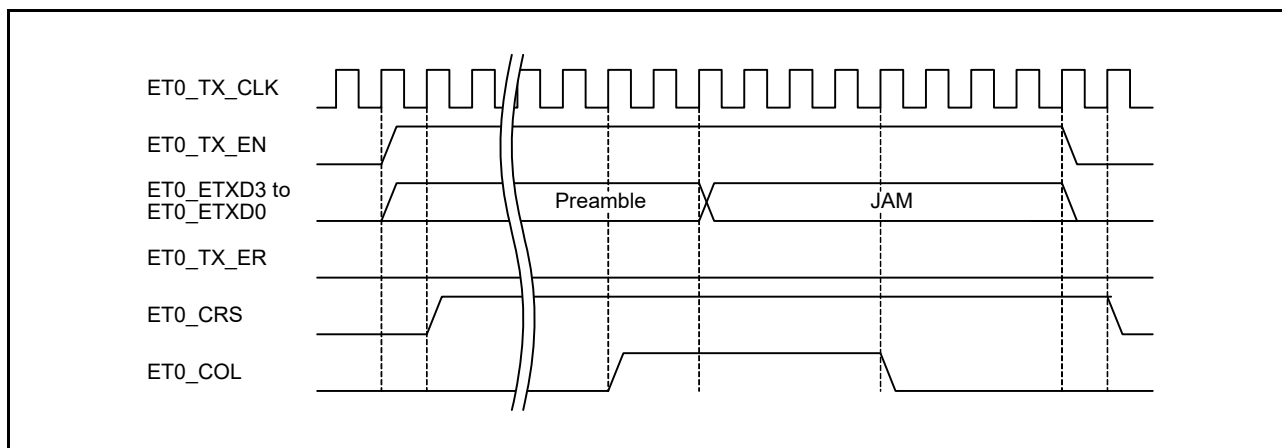 ET0_TX_CLK
ET0_TX_EN
ET0_ETXD3 to
ET0_ETXD0
Preamble
JAM
ET0_TX_ER
ET0_CRS
ET0_COL